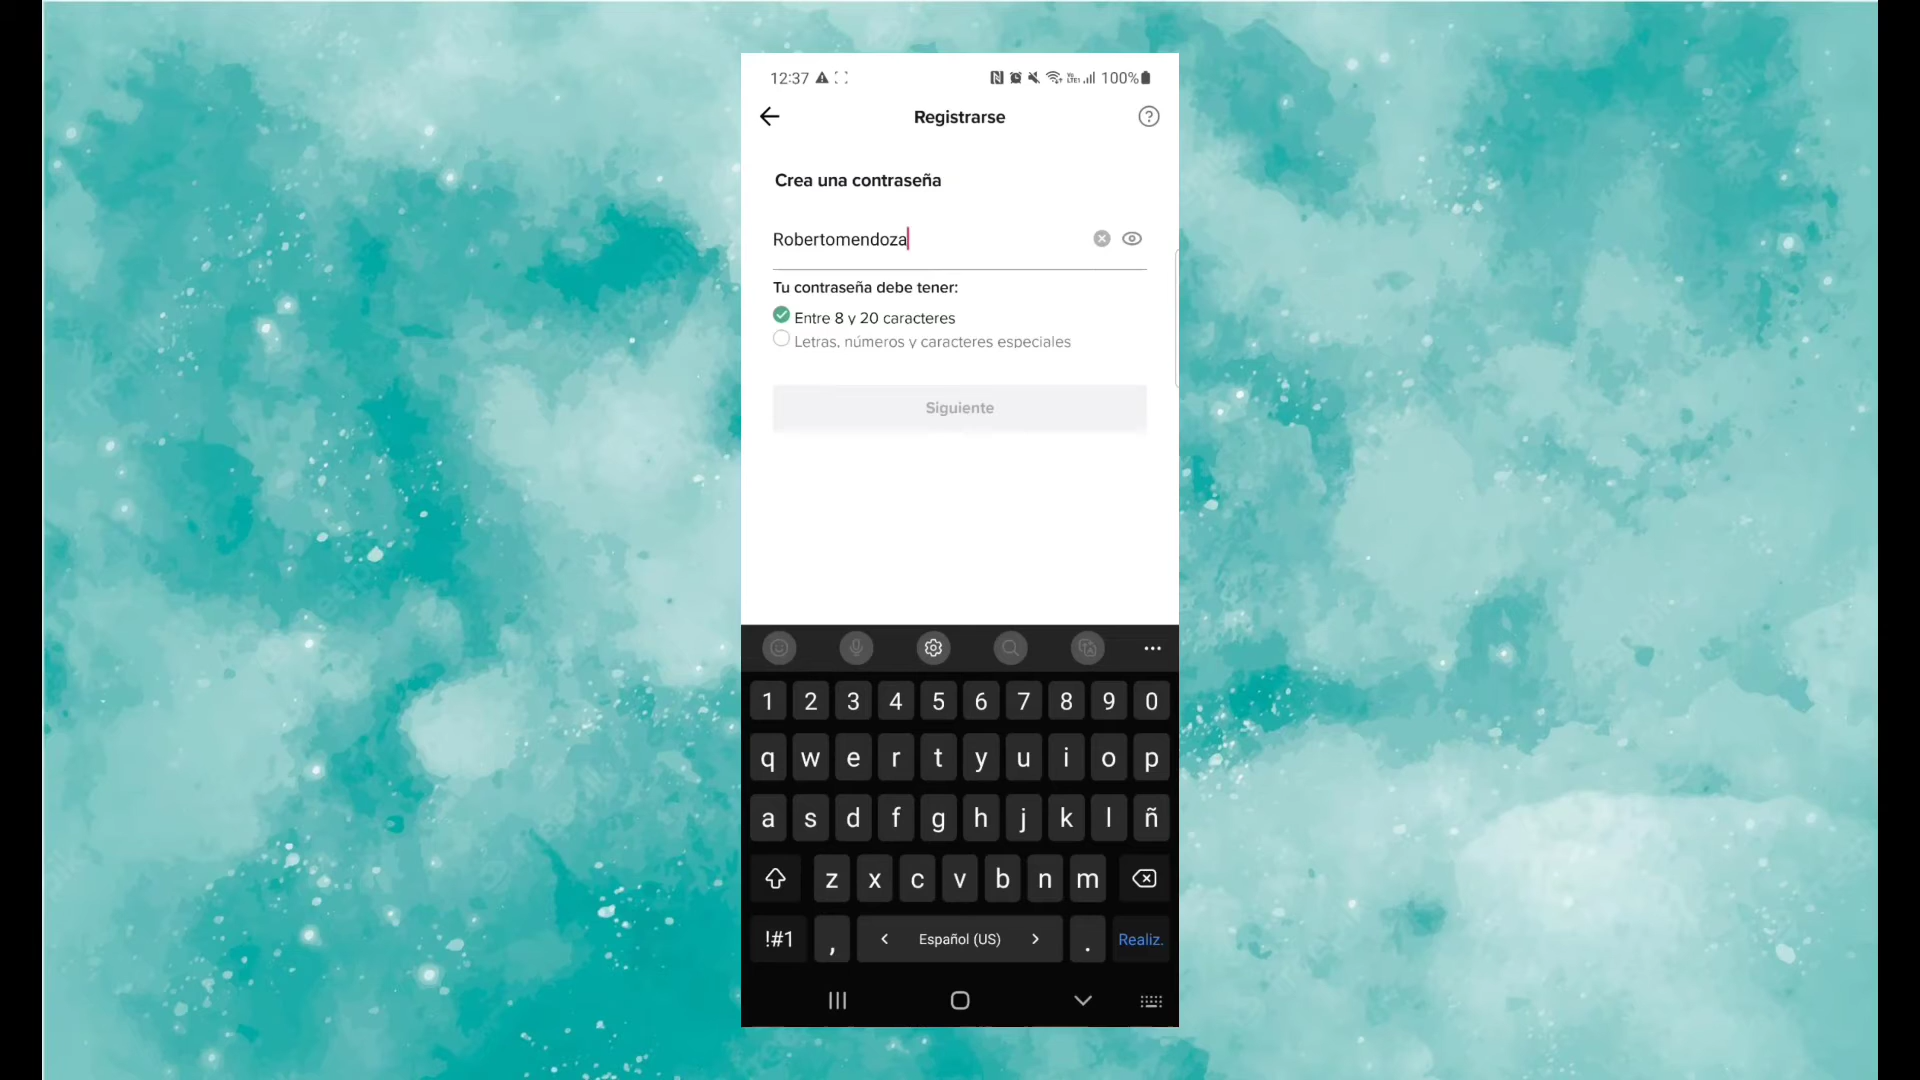 12:37 100%
Registrarse
Crea una contraseña
Robertomendoza
Tu contraseña debe tener:
Entre 8 y 20 caracteres
Letras, números y caracteres especiales
Siguiente
1 2 3 4 5 6 7 8 9 0
q w e r t y u i o p
a s d f g h j k l ñ
z x c v b n m
!#1 , < Español (US) > . Realiz.